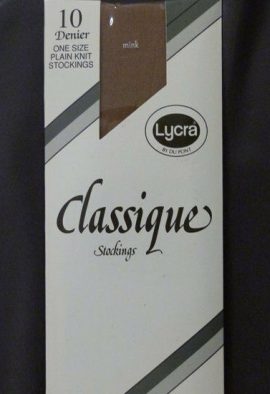 10
Denier
ONE SIZE
PLAIN KNIT
STOCKINGS
mink
Lycra
BY DU PONT
Classique
Stockings